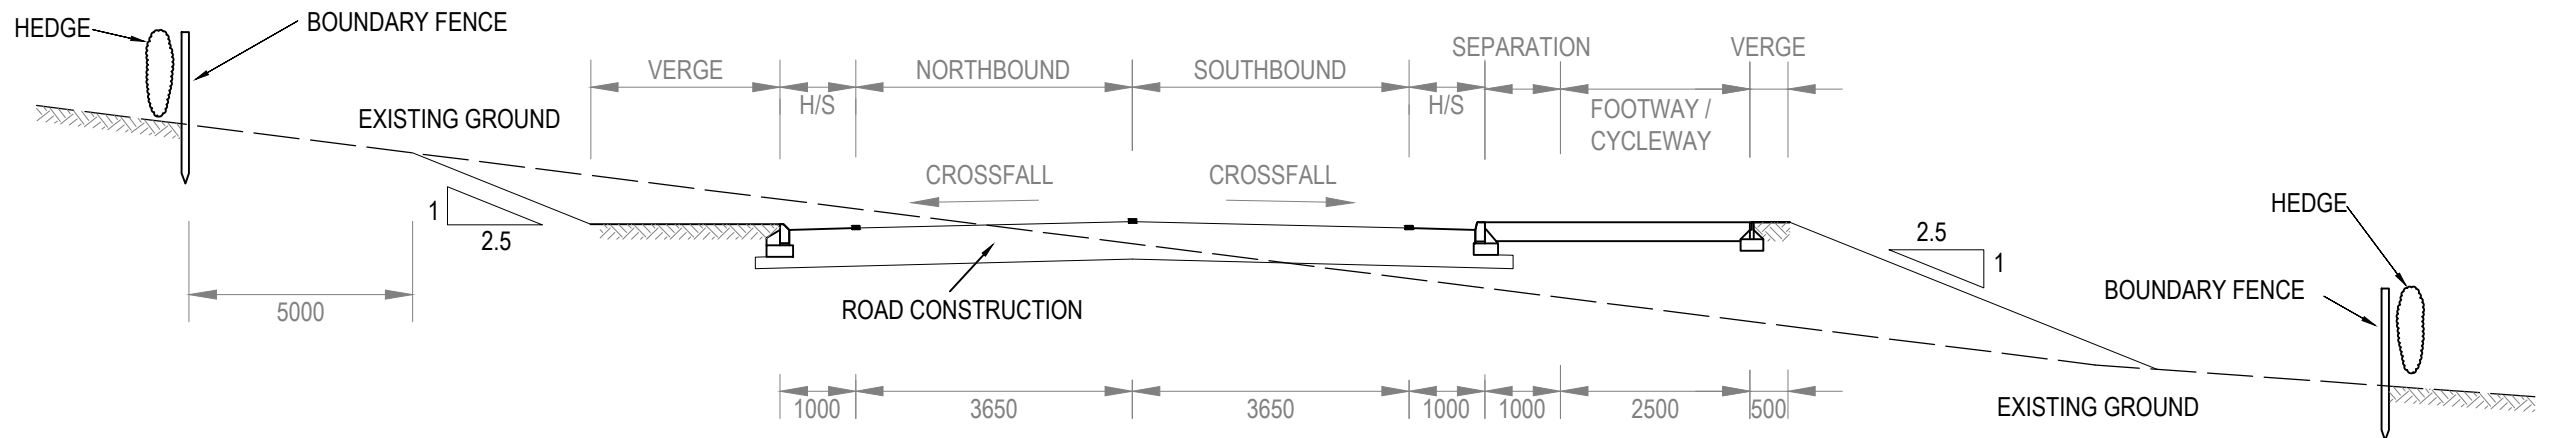 HEDGE
BOUNDARY FENCE
SEPARATION
VERGE
VERGE
NORTHBOUND
SOUTHBOUND
H/S
H/S
FOOTWAY /
CYCLEWAY
EXISTING GROUND
CROSSFALL
CROSSFALL
1
2.5
HEDGE
2.5
1
BOUNDARY FENCE
5000
ROAD CONSTRUCTION
1000
3650
3650
1000
1000
2500
500
EXISTING GROUND